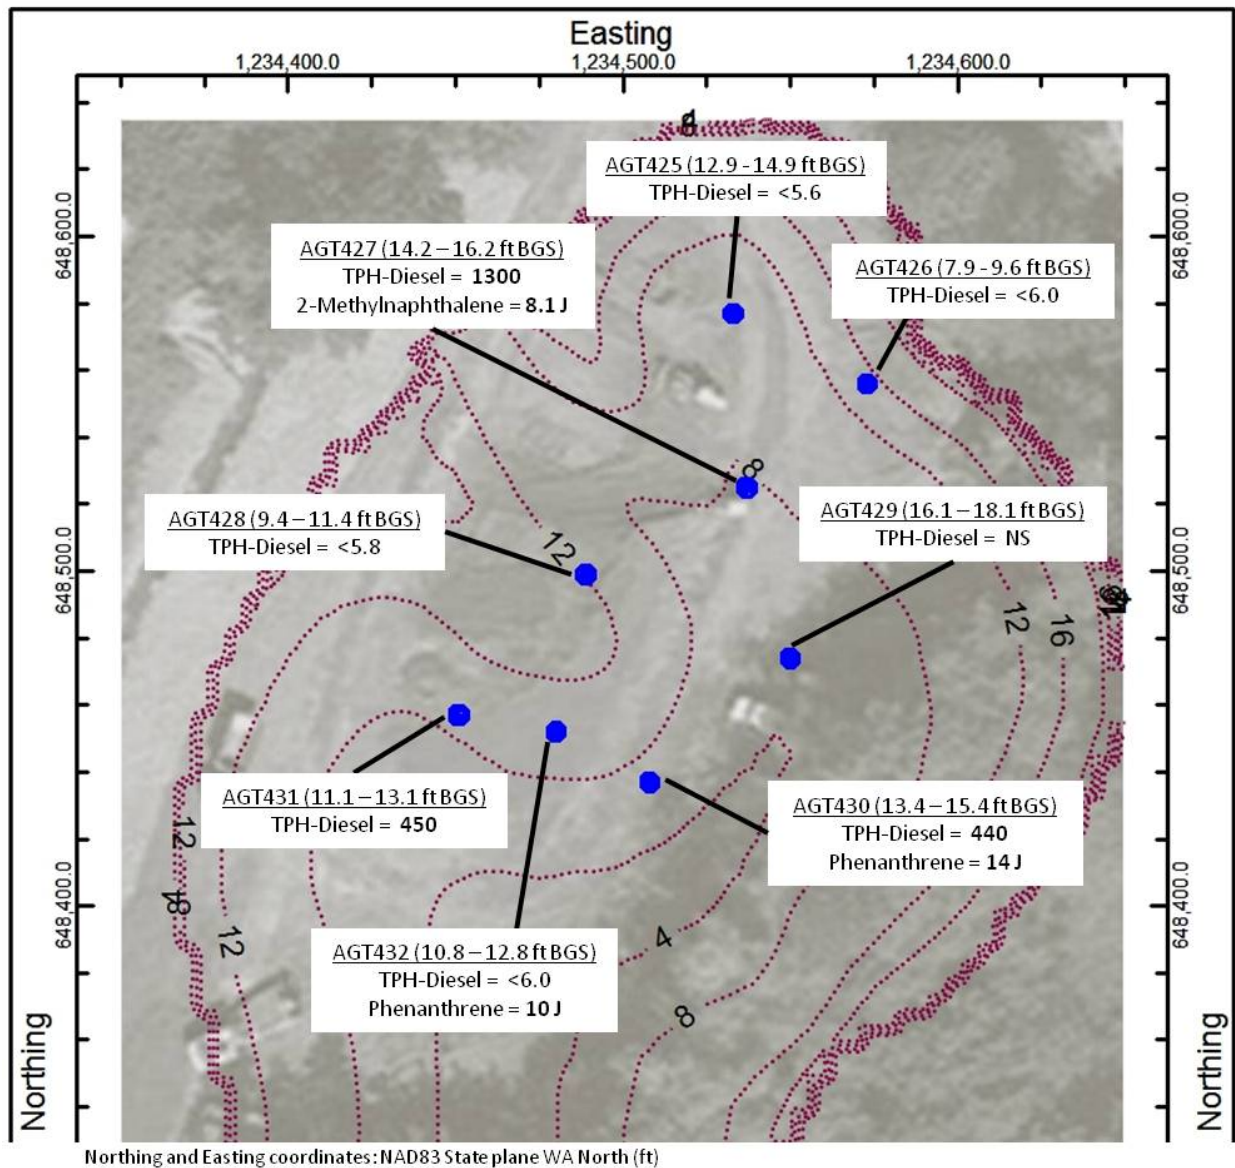 Easting
1,234,400.0
1,234,500.0
1,234,600.0
648,600.0
648,500.0
648,400.0
Northing
AGT425 (12.9 - 14.9 ft BGS)
TPH-Diesel = <5.6
AGT427 (14.2 – 16.2 ft BGS)
TPH-Diesel = 1300
2-Methylnaphthalene = 8.1 J
AGT426 (7.9 - 9.6 ft BGS)
TPH-Diesel = <6.0
8
AGT428 (9.4 – 11.4 ft BGS)
TPH-Diesel = <5.8
12
AGT429 (16.1 – 18.1 ft BGS)
TPH-Diesel = NS
12
16
AGT431 (11.1 – 13.1 ft BGS)
TPH-Diesel = 450
AGT430 (13.4 – 15.4 ft BGS)
TPH-Diesel = 440
Phenanthrene = 14 J
12
12
4
8
AGT432 (10.8 – 12.8 ft BGS)
TPH-Diesel = <6.0
Phenanthrene = 10 J
648,600.0
648,500.0
648,400.0
Northing
Northing and Easting coordinates: NAD83 State plane WA North (ft)